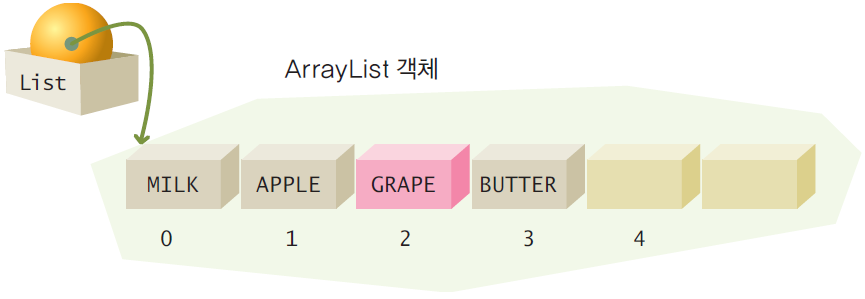 ArrayList 객체
List
MILK APPLE GRAPE BUTTER
0 1 2 3 4